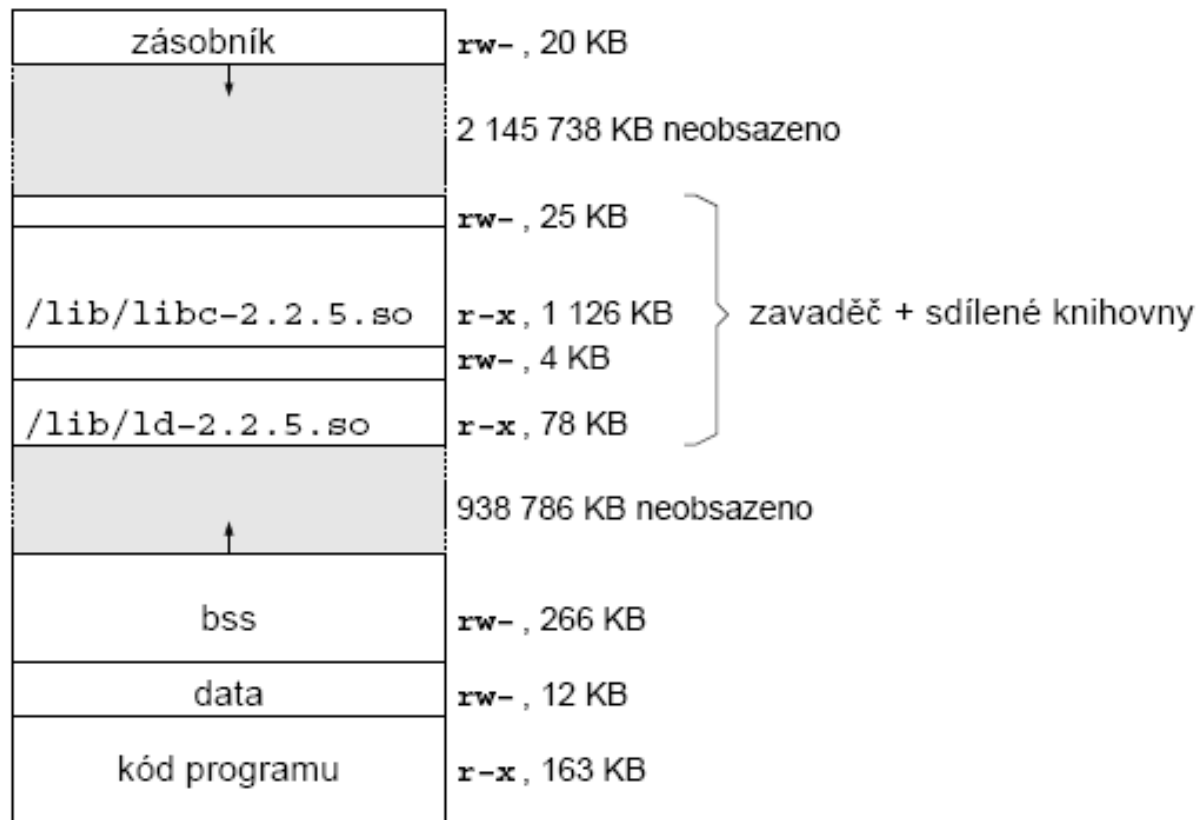 zásobník rw- , 20 KB
2 145 738 KB neobsazeno
rw- , 25 KB
/lib/libc-2.2.5.so r-x , 1 126 KB
zavaděč + sdílené knihovny
rw- , 4 KB
/lib/ld-2.2.5.so r-x , 78 KB
938 786 KB neobsazeno
bss rw- , 266 KB
data rw- , 12 KB
kód programu r-x , 163 KB